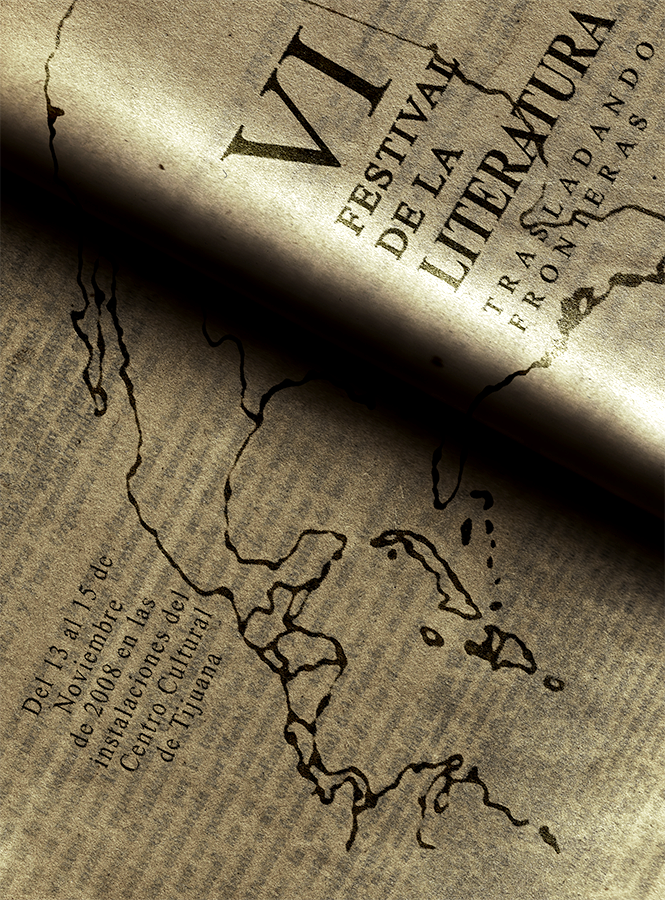 VI
FESTIVAL
DE LA
LITERATURA
TRASLADANDO
FRONTERAS
Del 13 al 15 de
Noviembre
de 2008 en las
instalaciones del
Centro Cultural
de Tijuana